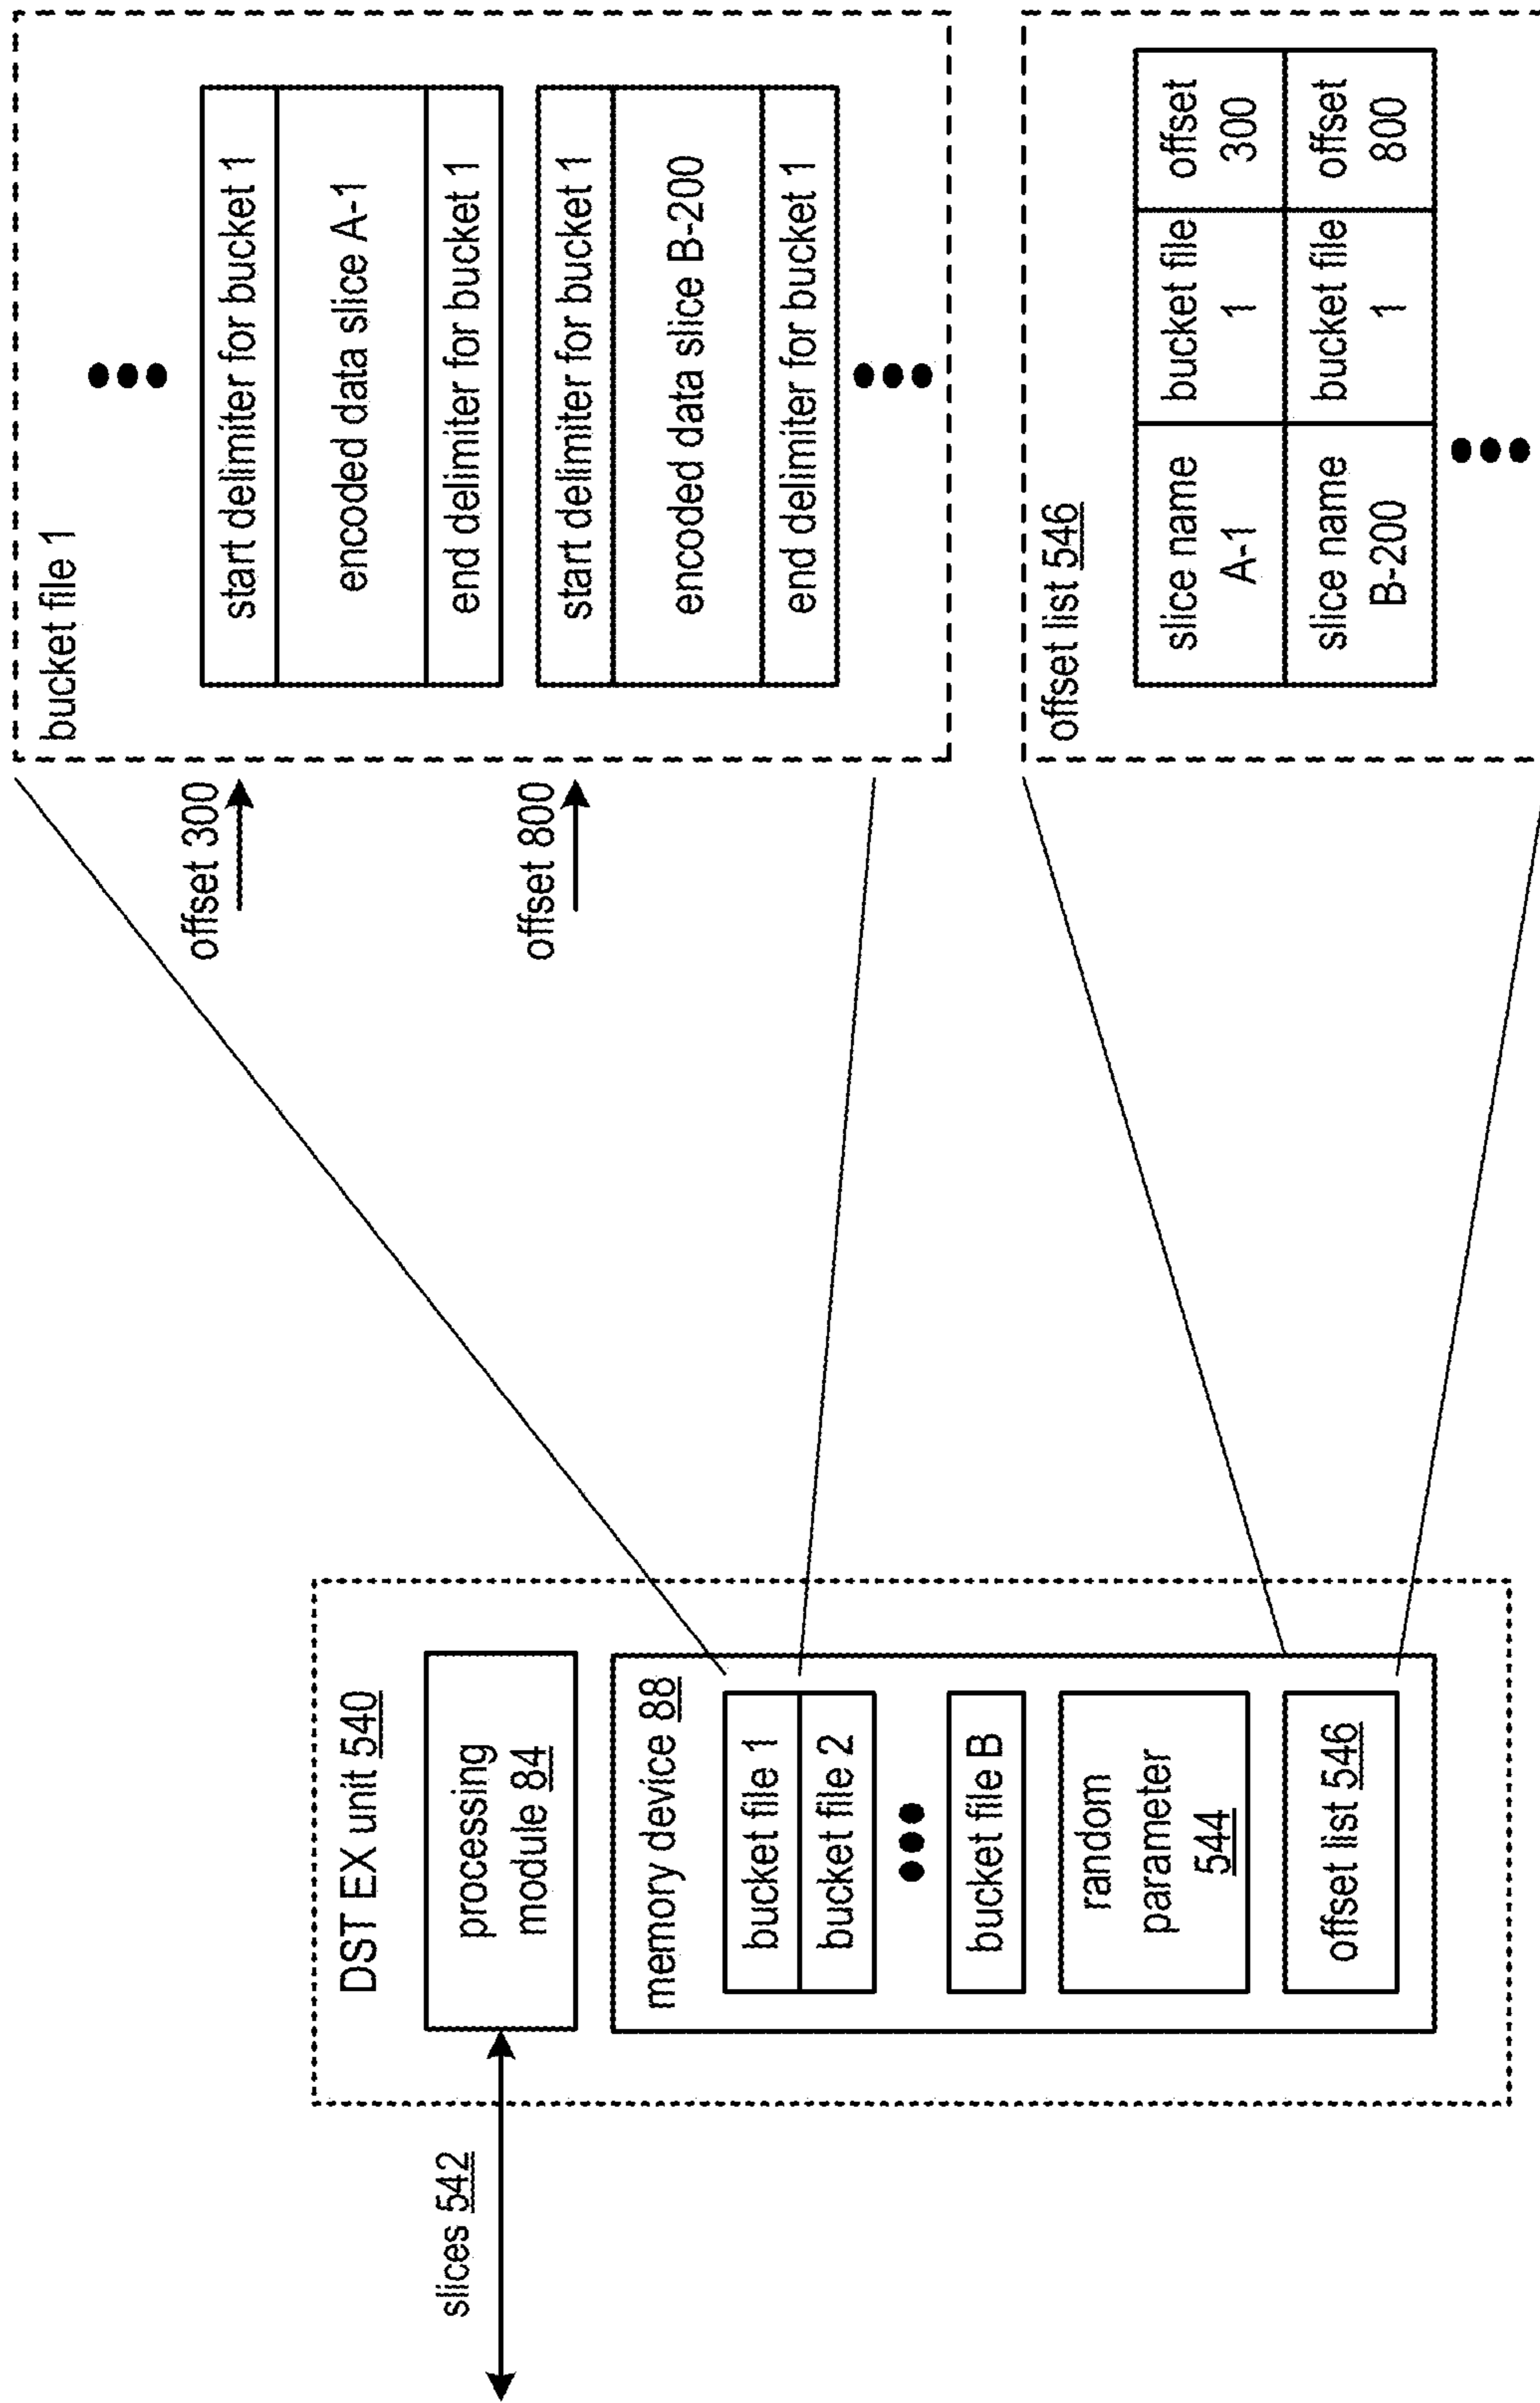 slices 542
DST EX unit 540
processing
module 84
memory device 88
bucket file 1
bucket file 2
bucket file B
random
parameter
544
offset list 546
offset 300
offset 800
bucket file 1
start delimiter for bucket 1
encoded data slice A-1
end delimiter for bucket 1
start delimiter for bucket 1
encoded data slice B-200
end delimiter for bucket 1
offset list 546
slice name
A-1
bucket file
1
offset
300
slice name
B-200
bucket file
1
offset
800